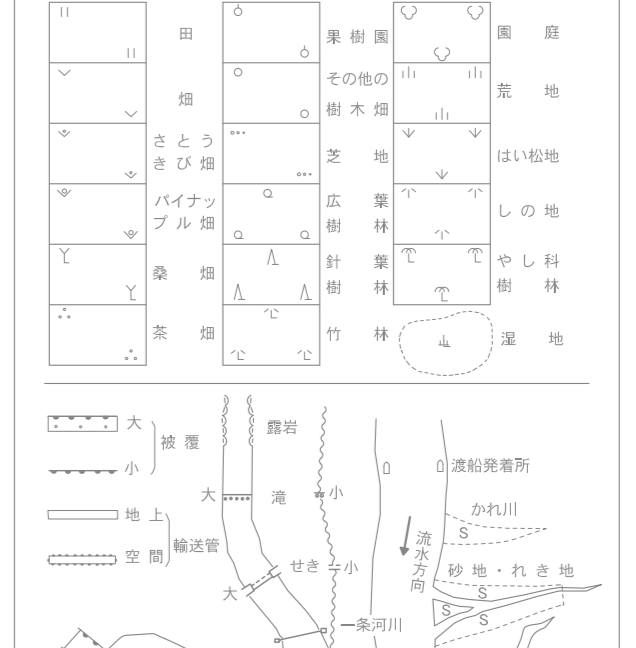 田
畑
さとう
きび畑
パイナッ
プル畑
桑畑
茶畑
果樹園
その他の
樹木畑
芝地
広葉
樹林
針葉
樹林
竹林
園庭
荒地
はい松地
しの地
やし科
樹林
湿地
大
小
被覆
地上
空間
輸送管
露岩
大
滝
小
せき
小
大
一条河川
渡船発着所
かれ川
S
流水方向
砂地・れき地
S
S
S